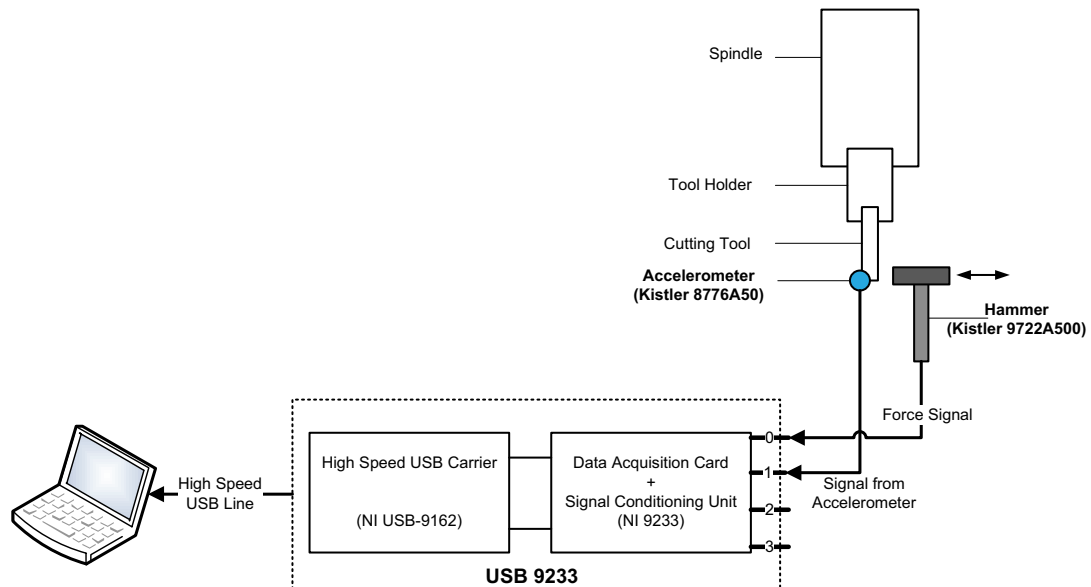 Spindle
Tool Holder
Cutting Tool
Accelerometer
(Kistler 8776A50)
Hammer
(Kistler 9722A500)
Force Signal
0
High Speed USB Carrier
(NI USB-9162)
Data Acquisition Card
+
Signal Conditioning Unit
(NI 9233)
1
Signal from
Accelerometer
2
3
High Speed
USB Line
USB 9233